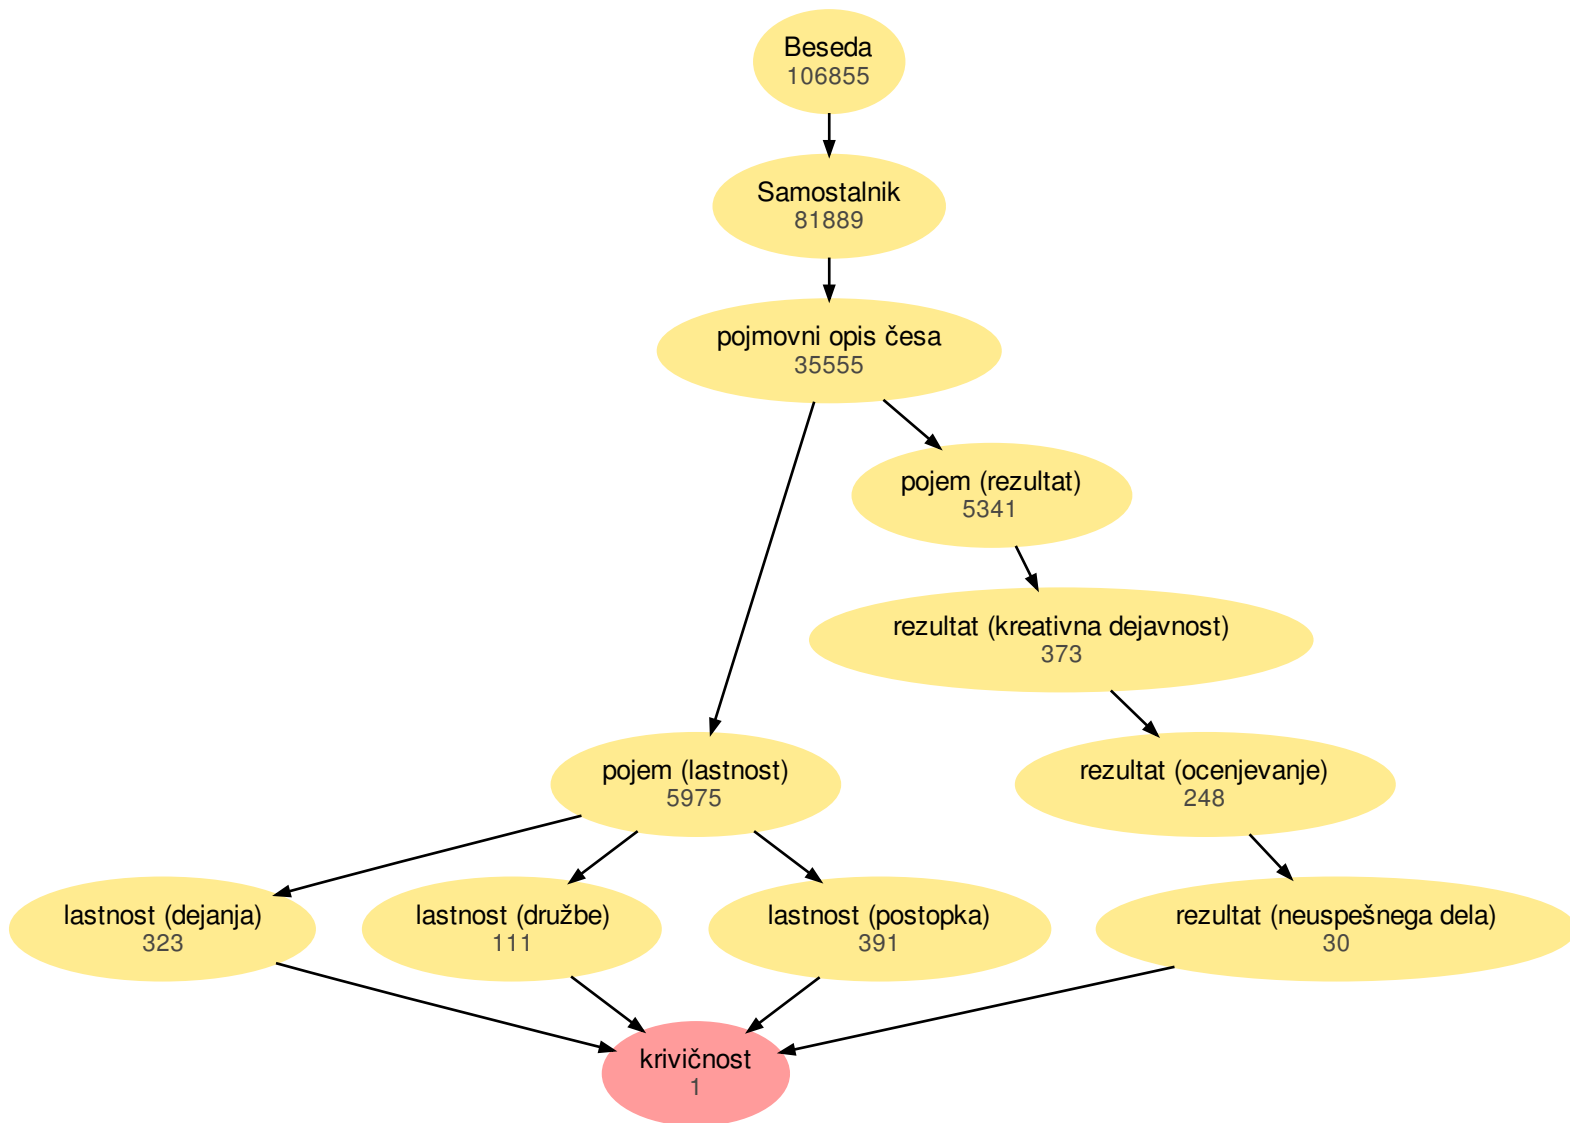 Beseda
106855
Samostalnik
81889
pojmovni opis česa
35555
pojem (rezultat)
5341
rezultat (kreativna dejavnost)
373
pojem (lastnost)
5975
rezultat (ocenjevanje)
248
lastnost (dejanja)
323
lastnost (družbe)
111
lastnost (postopka)
391
rezultat (neuspešnega dela)
30
krivičnost
1